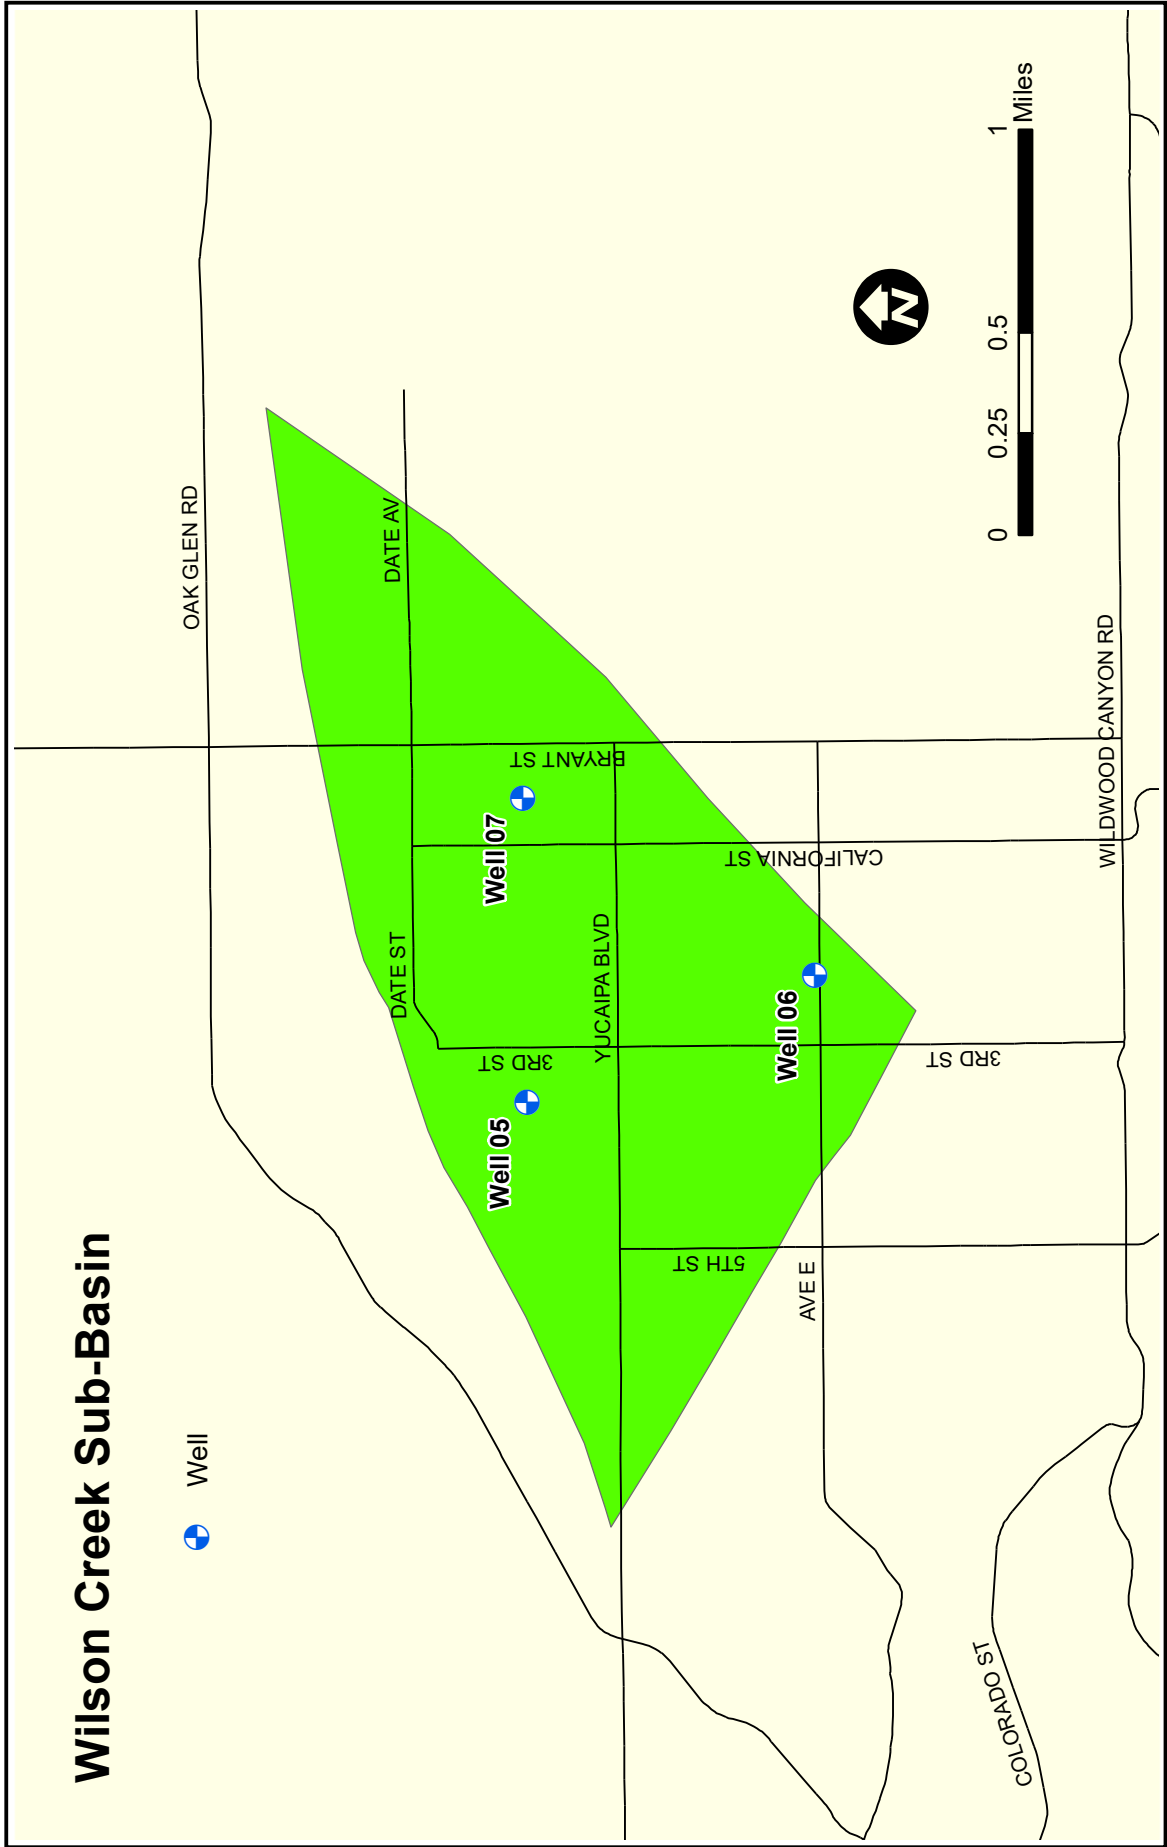 Wilson Creek Sub-Basin
Well
OAK GLEN RD
DATE AV
DATE ST
BRYANT ST
Well 07
Well 05
3RD ST
YUCAIPA BLVD
CALIFORNIA ST
5TH ST
Well 06
AVE E
3RD ST
N
0 0.25 0.5 1
Miles
COLORADO ST
WILDWOOD CANYON RD